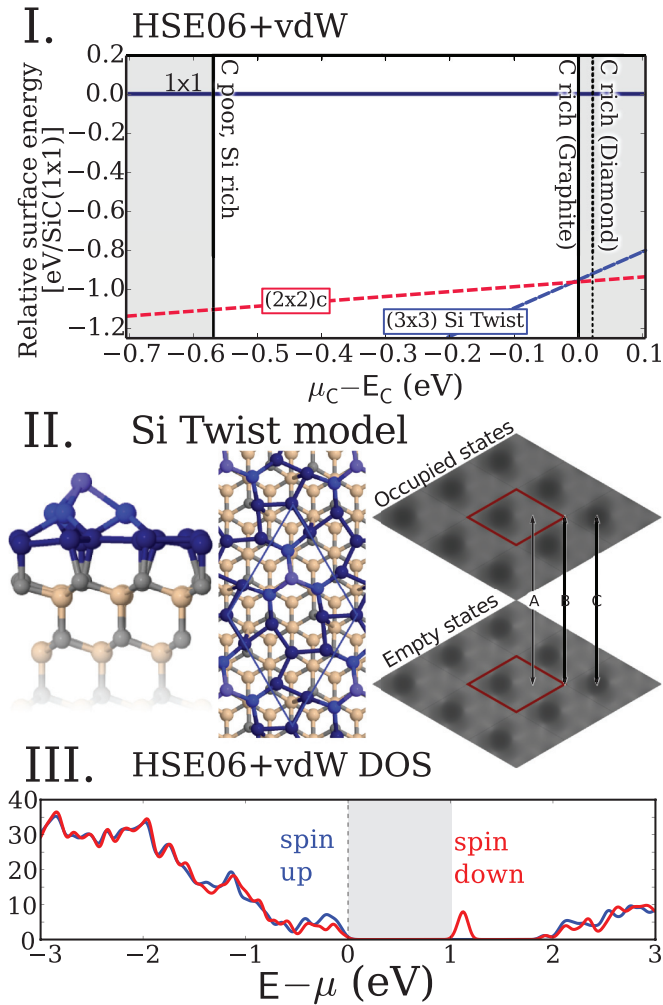 I. HSE06+vdW
Relative surface energy
[eV/SiC(1x1)]
0.2
0.0
−0.2
−0.4
−0.6
−0.8
−1.0
−1.2
1x1
C poor, Si rich
C rich (Graphite)
C rich (Diamond)
(2x2)c
(3x3) Si Twist
−0.7 −0.6 −0.5 −0.4 −0.3 −0.2 −0.1 0.0 0.1
μC−EC (eV)
II. Si Twist model
Occupied states
Empty states
A B C
III. HSE06+vdW DOS
40
30
20
10
0
spin up
spin down
−3 −2 −1 0 1 2 3
E−μ (eV)